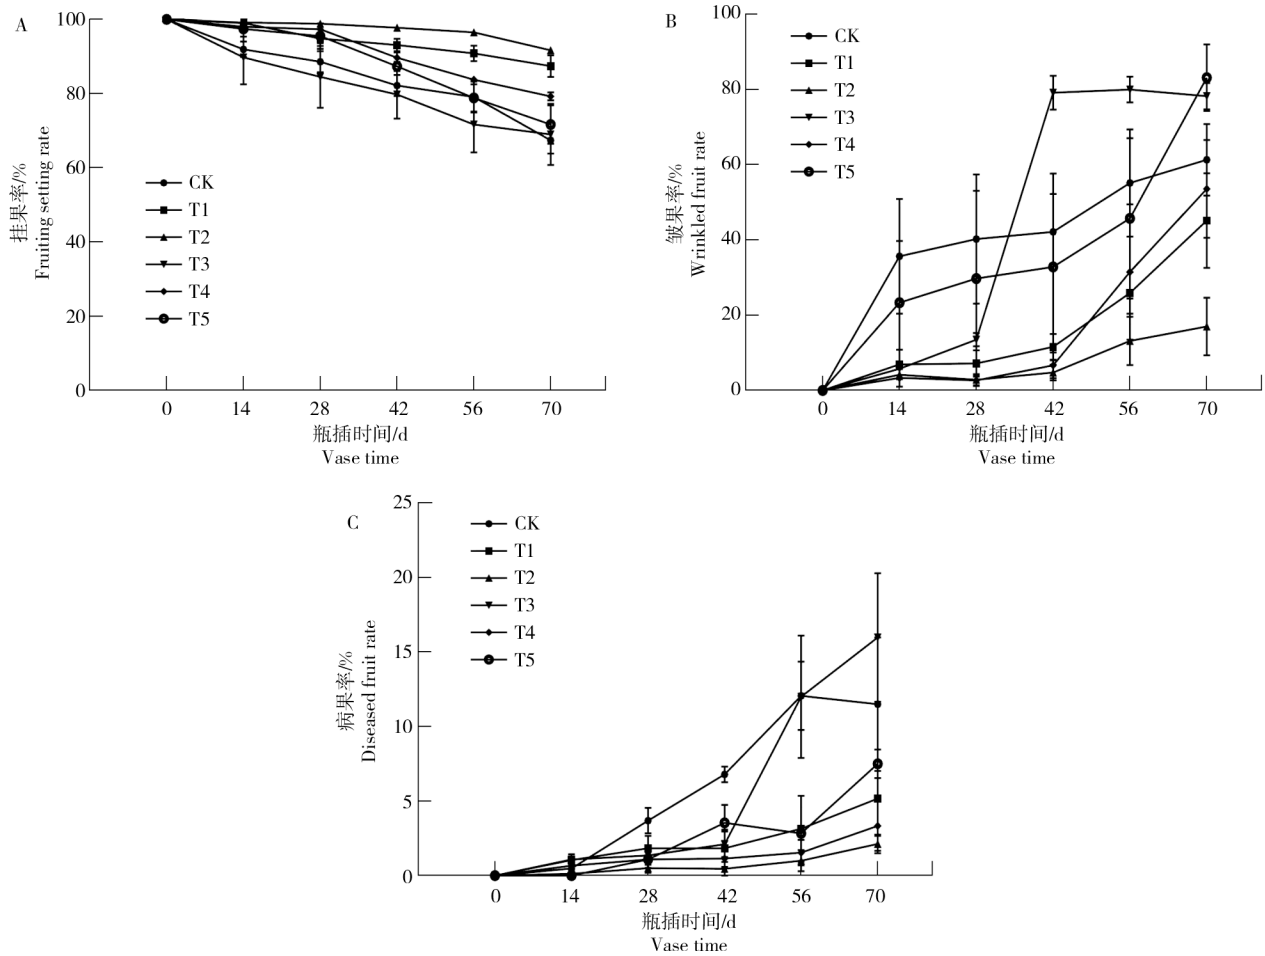 A
100
80
60
40
20
0
挂果率/%
Fruiting setting rate
CK
T1
T2
T3
T4
T5
0 14 28 42 56 70
瓶插时间/d
Vase time
B
100
80
60
40
20
0
皱果率/%
Wrinkled fruit rate
CK
T1
T2
T3
T4
T5
0 14 28 42 56 70
瓶插时间/d
Vase time
C
25
20
15
10
5
0
病果率/%
Diseased fruit rate
CK
T1
T2
T3
T4
T5
0 14 28 42 56 70
瓶插时间/d
Vase time